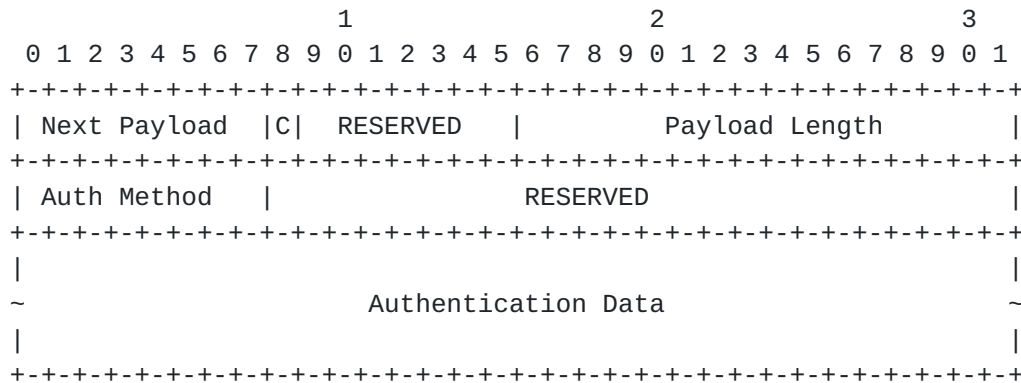 1                   2                   3
 0 1 2 3 4 5 6 7 8 9 0 1 2 3 4 5 6 7 8 9 0 1 2 3 4 5 6 7 8 9 0 1
+-+-+-+-+-+-+-+-+-+-+-+-+-+-+-+-+-+-+-+-+-+-+-+-+-+-+-+-+-+-+-+-+
| Next Payload  |C|  RESERVED   |         Payload Length        |
+-+-+-+-+-+-+-+-+-+-+-+-+-+-+-+-+-+-+-+-+-+-+-+-+-+-+-+-+-+-+-+-+
| Auth Method   |                RESERVED                       |
+-+-+-+-+-+-+-+-+-+-+-+-+-+-+-+-+-+-+-+-+-+-+-+-+-+-+-+-+-+-+-+-+
|                                                               |
~                      Authentication Data                      ~
|                                                               |
+-+-+-+-+-+-+-+-+-+-+-+-+-+-+-+-+-+-+-+-+-+-+-+-+-+-+-+-+-+-+-+-+